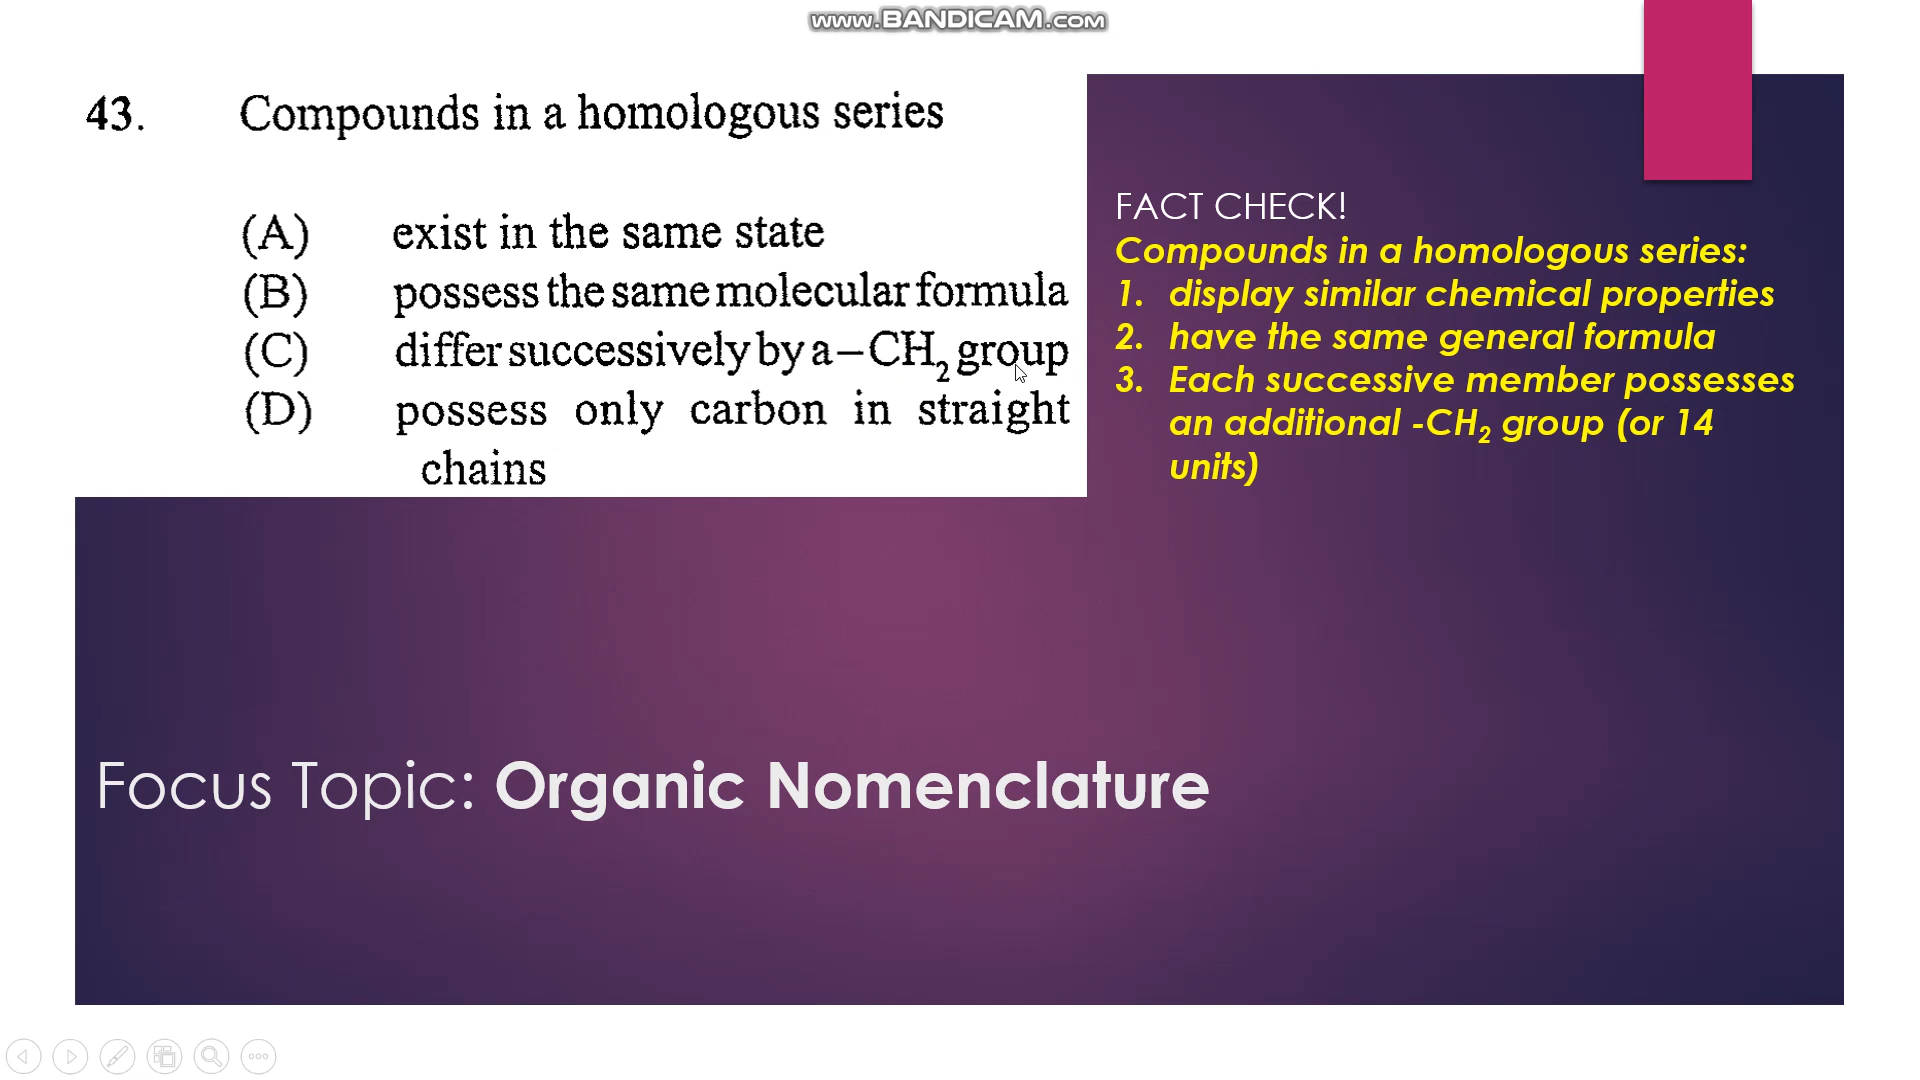 www.BANDICAM.com
43. Compounds in a homologous series
(A) exist in the same state
(B) possess the same molecular formula
(C) differ successively by a –CH₂ group
(D) possess only carbon in straight
chains
FACT CHECK!
Compounds in a homologous series:
1. display similar chemical properties
2. have the same general formula
3. Each successive member possesses
an additional -CH₂ group (or 14
units)
Focus Topic: Organic Nomenclature